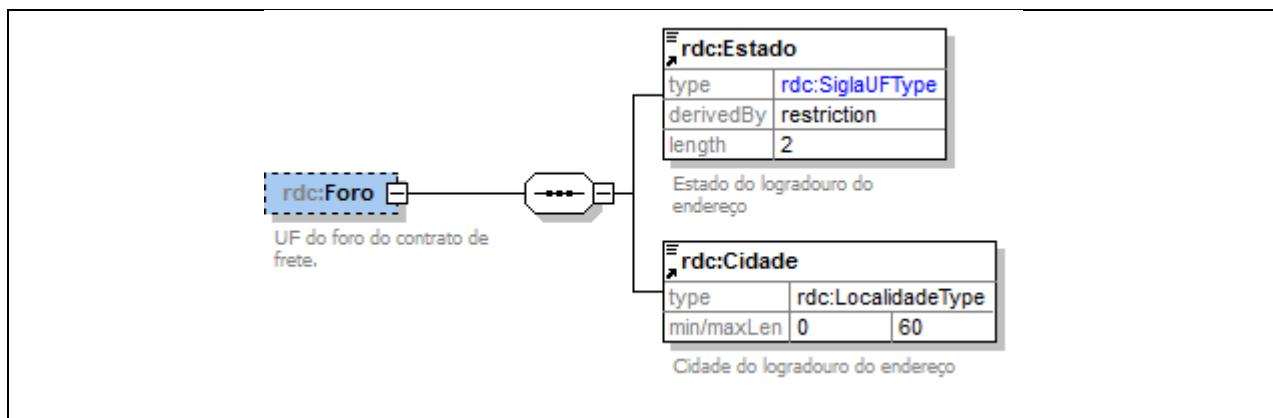 rdc:Estado
type rdc:SiglaUFType
derivedBy restriction
length 2
Estado do logradouro do
endereço
rdc:Foro
UF do foro do contrato de
frete.
rdc:Cidade
type rdc:LocalidadeType
min/maxLen 0 60
Cidade do logradouro do endereço